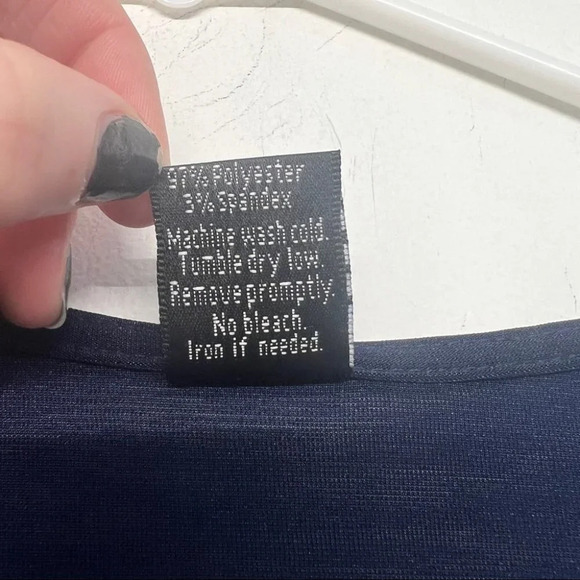 97% Polyester
3% Spandex
Machine wash cold.
Tumble dry low.
Remove promptly.
No bleach.
Iron if needed.